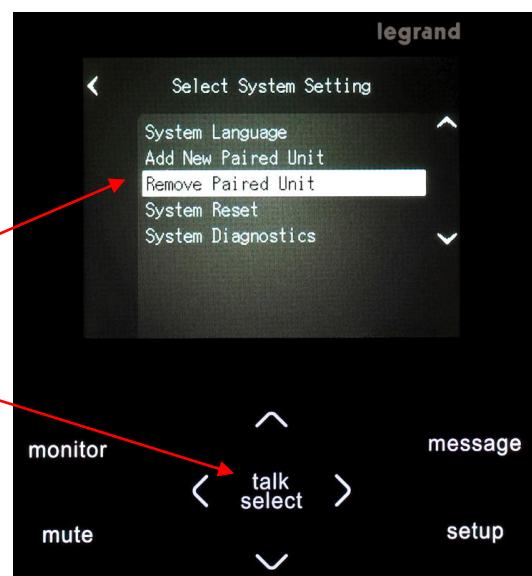 legrand
Select System Setting
System Language
Add New Paired Unit
Remove Paired Unit
System Reset
System Diagnostics
monitor
message
talk
select
mute
setup